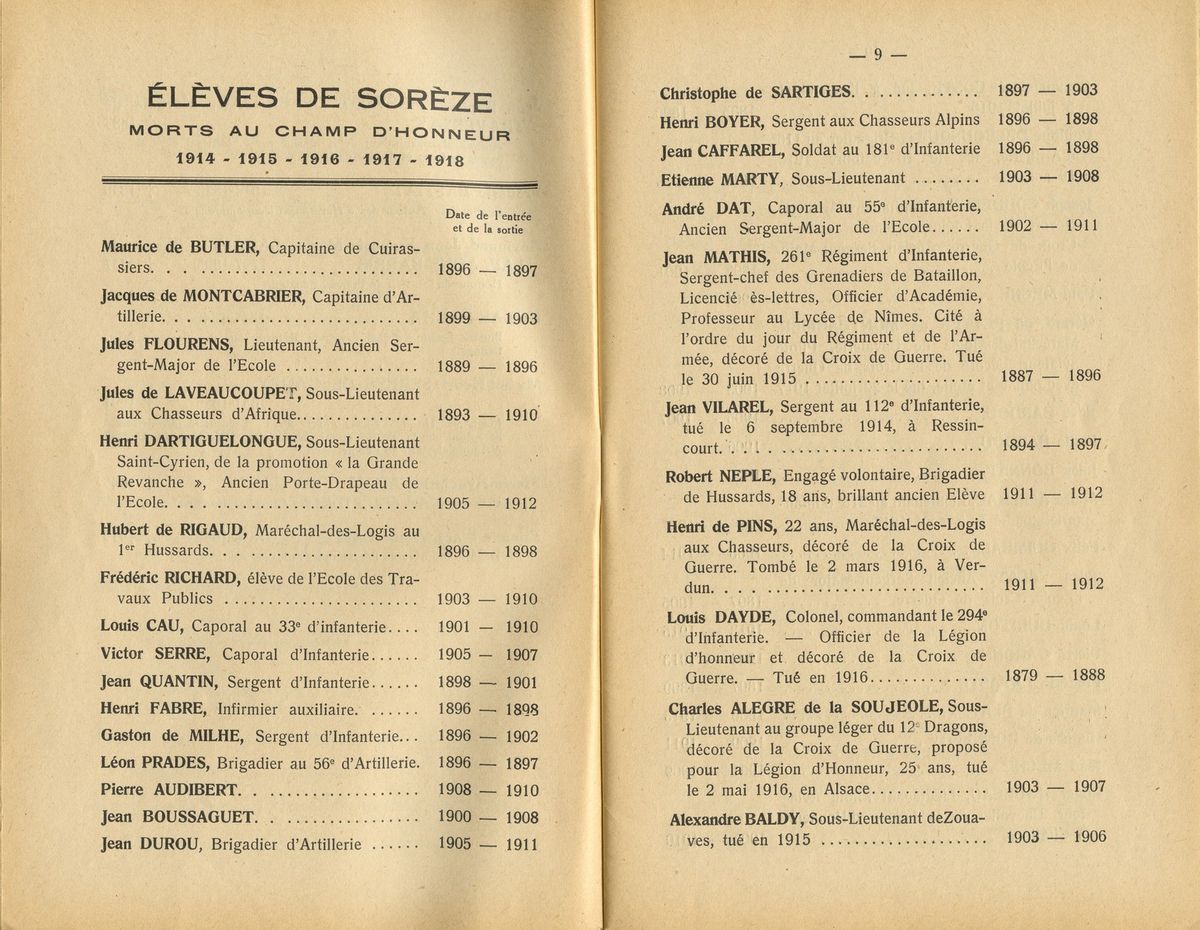 ÉLÈVES DE SORÈZE
MORTS AU CHAMP D'HONNEUR
1914 - 1915 - 1916 - 1917 - 1918
Date de l'entrée
et de la sortie
Maurice de BUTLER, Capitaine de Cuiras-
siers. . . ........................... 1896 — 1897
Jacques de MONTCABRIER, Capitaine d'Ar-
tillerie. . . ......................... 1899 — 1903
Jules FLOURENS, Lieutenant, Ancien Ser-
gent-Major de l'Ecole ................ 1889 — 1896
Jules de LAVEAUCOUPET, Sous-Lieutenant
aux Chasseurs d'Afrique............... 1893 — 1910
Henri DARTIGUELONGUE, Sous-Lieutenant
Saint-Cyrien, de la promotion « la Grande
Revanche », Ancien Porte-Drapeau de
l'Ecole. . . . ........................ 1905 — 1912
Hubert de RIGAUD, Maréchal-des-Logis au
1er Hussards. . . ..................... 1896 — 1898
Frédéric RICHARD, élève de l'Ecole des Tra-
vaux Publics ........................ 1903 — 1910
Louis CAU, Caporal au 33e d'infanterie.... 1901 — 1910
Victor SERRE, Caporal d'Infanterie...... 1905 — 1907
Jean QUANTIN, Sergent d'Infanterie...... 1898 — 1901
Henri FABRE, Infirmier auxiliaire. ...... 1896 — 1898
Gaston de MILHE, Sergent d'Infanterie... 1896 — 1902
Léon PRADES, Brigadier au 56e d'Artillerie. 1896 — 1897
Pierre AUDIBERT. . .................. 1908 — 1910
Jean BOUSSAGUET. . ................ 1900 — 1908
Jean DUROU, Brigadier d'Artillerie ...... 1905 — 1911
— 9 —
Christophe de SARTIGES. . ............ 1897 — 1903
Henri BOYER, Sergent aux Chasseurs Alpins 1896 — 1898
Jean CAFFAREL, Soldat au 181e d'Infanterie 1896 — 1898
Etienne MARTY, Sous-Lieutenant ........ 1903 — 1908
André DAT, Caporal au 55e d'Infanterie,
Ancien Sergent-Major de l'Ecole...... 1902 — 1911
Jean MATHIS, 261e Régiment d'Infanterie,
Sergent-chef des Grenadiers de Bataillon,
Licencié ès-lettres, Officier d'Académie,
Professeur au Lycée de Nîmes. Cité à
l'ordre du jour du Régiment et de l'Ar-
mée, décoré de la Croix de Guerre. Tué
le 30 juin 1915 ...................... 1887 — 1896
Jean VILAREL, Sergent au 112e d'Infanterie,
tué le 6 septembre 1914, à Ressin-
court. . . . ......................... 1894 — 1897
Robert NEPLE, Engagé volontaire, Brigadier
de Hussards, 18 ans, brillant ancien Elève 1911 — 1912
Henri de PINS, 22 ans, Maréchal-des-Logis
aux Chasseurs, décoré de la Croix de
Guerre. Tombé le 2 mars 1916, à Ver-
dun. . . . ........................... 1911 — 1912
Louis DAYDE, Colonel, commandant le 294e
d'Infanterie. — Officier de la Légion
d'honneur et décoré de la Croix de
Guerre. — Tué en 1916.............. 1879 — 1888
Charles ALEGRE de la SOUJEOLE, Sous-
Lieutenant au groupe léger du 12e Dragons,
décoré de la Croix de Guerre, proposé
pour la Légion d'Honneur, 25 ans, tué
le 2 mai 1916, en Alsace.............. 1903 — 1907
Alexandre BALDY, Sous-Lieutenant deZoua-
ves, tué en 1915 .................... 1903 — 1906